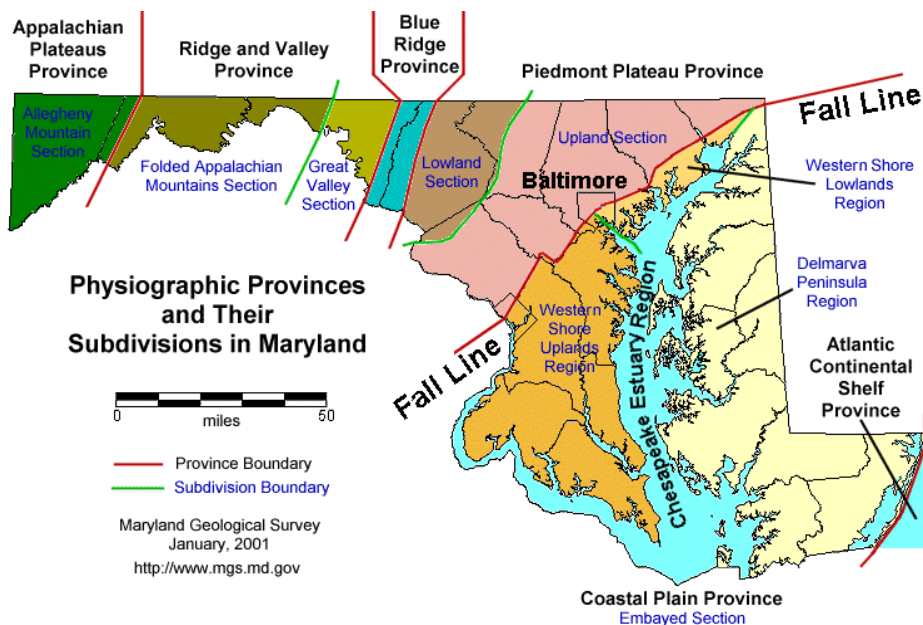 Appalachian
Plateaus
Province
Ridge and Valley
Province
Blue
Ridge
Province
Piedmont Plateau Province
Fall Line
Allegheny
Mountain
Section
Folded Appalachian
Mountains Section
Great
Valley
Section
Lowland
Section
Upland Section
Baltimore
Western Shore
Lowlands
Region
Delmarva
Peninsula
Region
Physiographic Provinces
and Their
Subdivisions in Maryland
Western
Shore
Uplands
Region
Chesapeake Estuary Region
Fall Line
Atlantic
Continental
Shelf
Province
0 50
miles
Province Boundary
Subdivision Boundary
Maryland Geological Survey
January, 2001
http://www.mgs.md.gov
Coastal Plain Province
Embayed Section